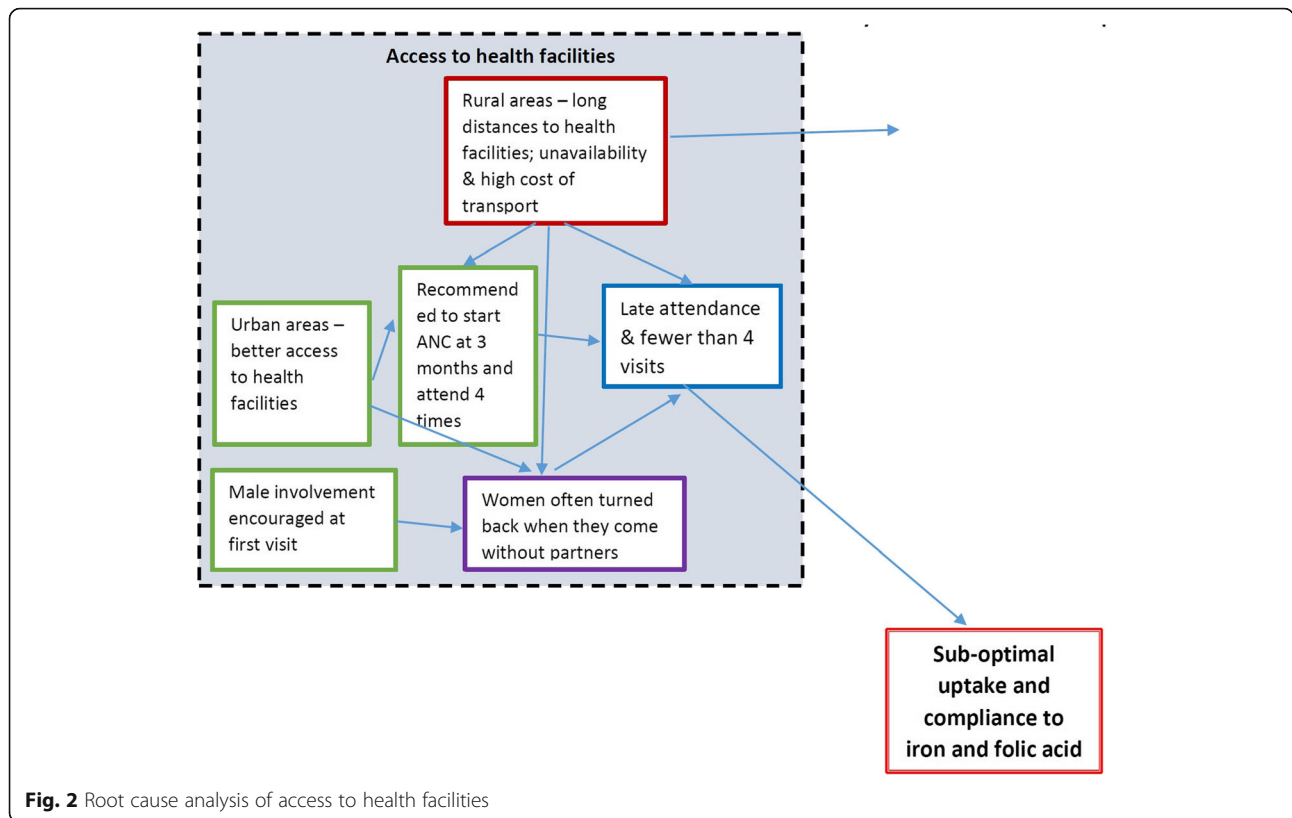 Access to health facilities
Rural areas – long
distances to health
facilities; unavailability
& high cost of
transport
Recommend
ed to start
ANC at 3
months and
attend 4
times
Late attendance
& fewer than 4
visits
Urban areas –
better access
to health
facilities
Male involvement
encouraged at
first visit
Women often turned
back when they come
without partners
Sub-optimal
uptake and
compliance to
iron and folic acid
Fig. 2 Root cause analysis of access to health facilities